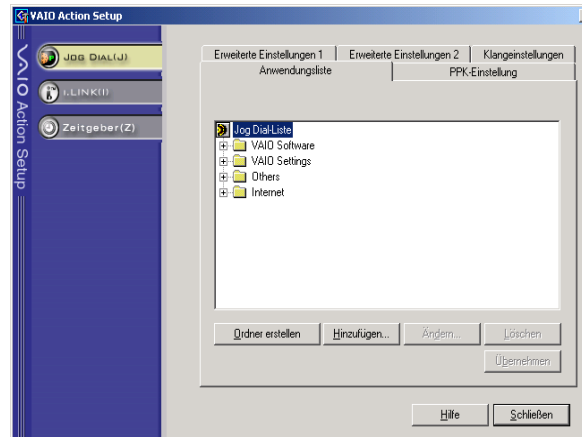 VAIO Action Setup
VAIO Action Setup
Jog Dial(J)
i.LINK(I)
Zeitgeber(Z)
Erweiterte Einstellungen 1
Erweiterte Einstellungen 2
Klangeinstellungen
Anwendungsliste
PPK-Einstellung
Jog Dial-Liste
VAIO Software
VAIO Settings
Others
Internet
Ordner erstellen
Hinzufügen...
Ändern...
Löschen
Übernehmen
Hilfe
Schließen